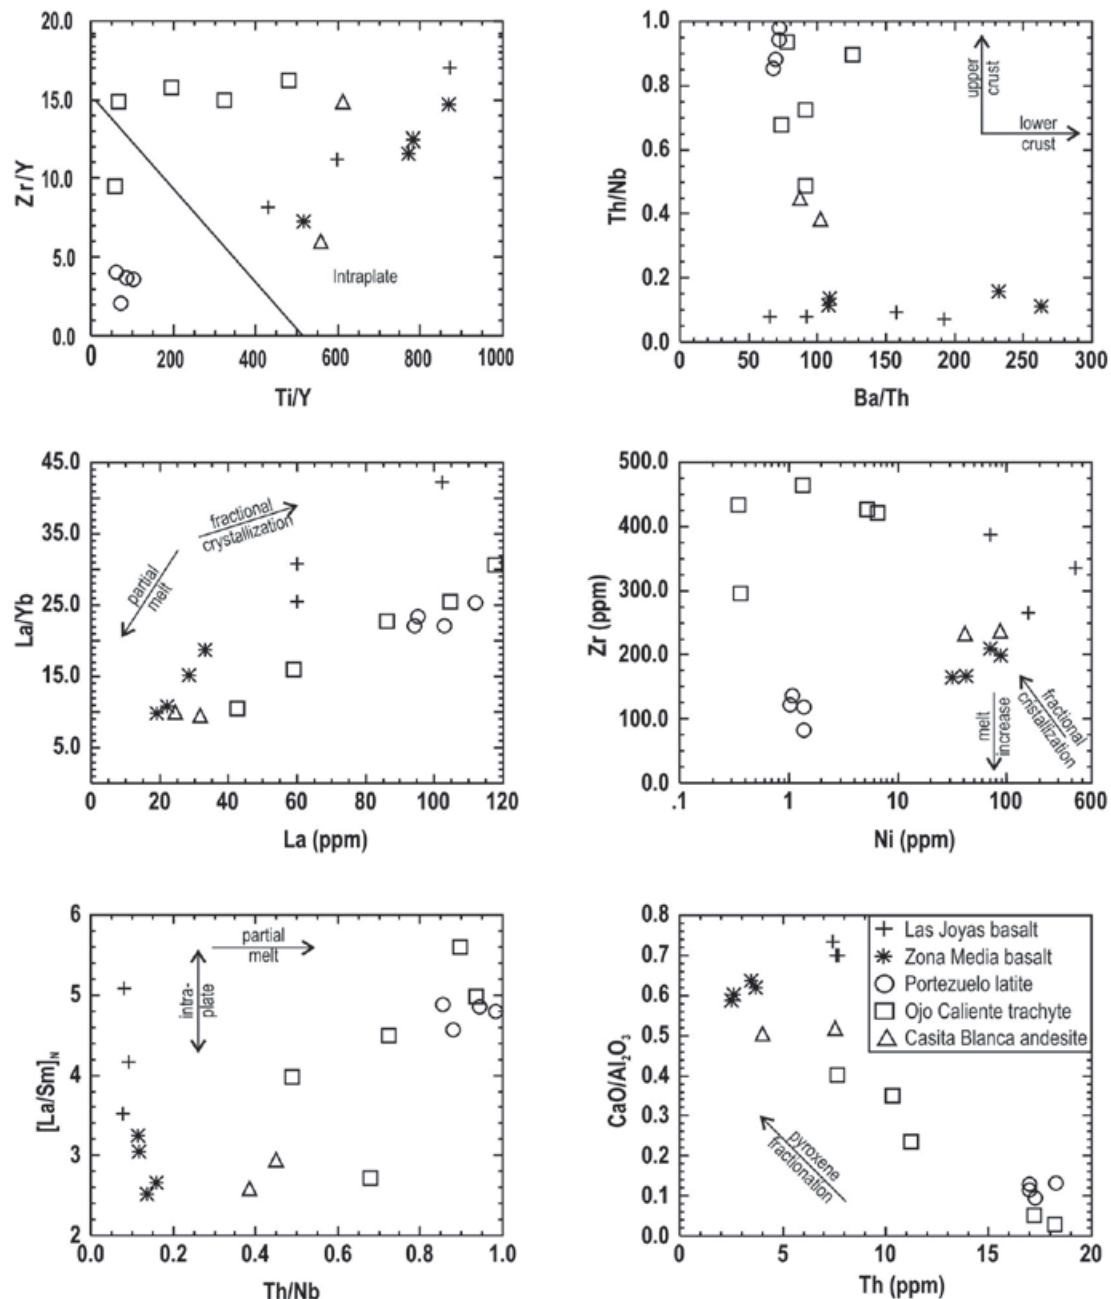 20.0
15.0
10.0
5.0
0.0
Zr/Y
Intraplate
0 200 400 600 800 1000
Ti/Y
1.0
0.8
0.6
0.4
0.2
0.0
Th/Nb
upper
crust
lower
crust
0 50 100 150 200 250 300
Ba/Th
45.0
35.0
25.0
15.0
5.0
La/Yb
fractional
crystallization
partial
melt
0 20 40 60 80 100 120
La (ppm)
500.0
400.0
300.0
200.0
100.0
0.0
Zr (ppm)
melt
increase
fractional
cristallization
.1 1 10 100 600
Ni (ppm)
6
5
4
3
2
[La/Sm]N
partial
melt
intra-
plate
0.0 0.2 0.4 0.6 0.8 1.0
Th/Nb
0.8
0.7
0.6
0.5
0.4
0.3
0.2
0.1
0.0
CaO/Al2O3
Las Joyas basalt
Zona Media basalt
Portezuelo latite
Ojo Caliente trachyte
Casita Blanca andesite
pyroxene
fractionation
0 5 10 15 20
Th (ppm)